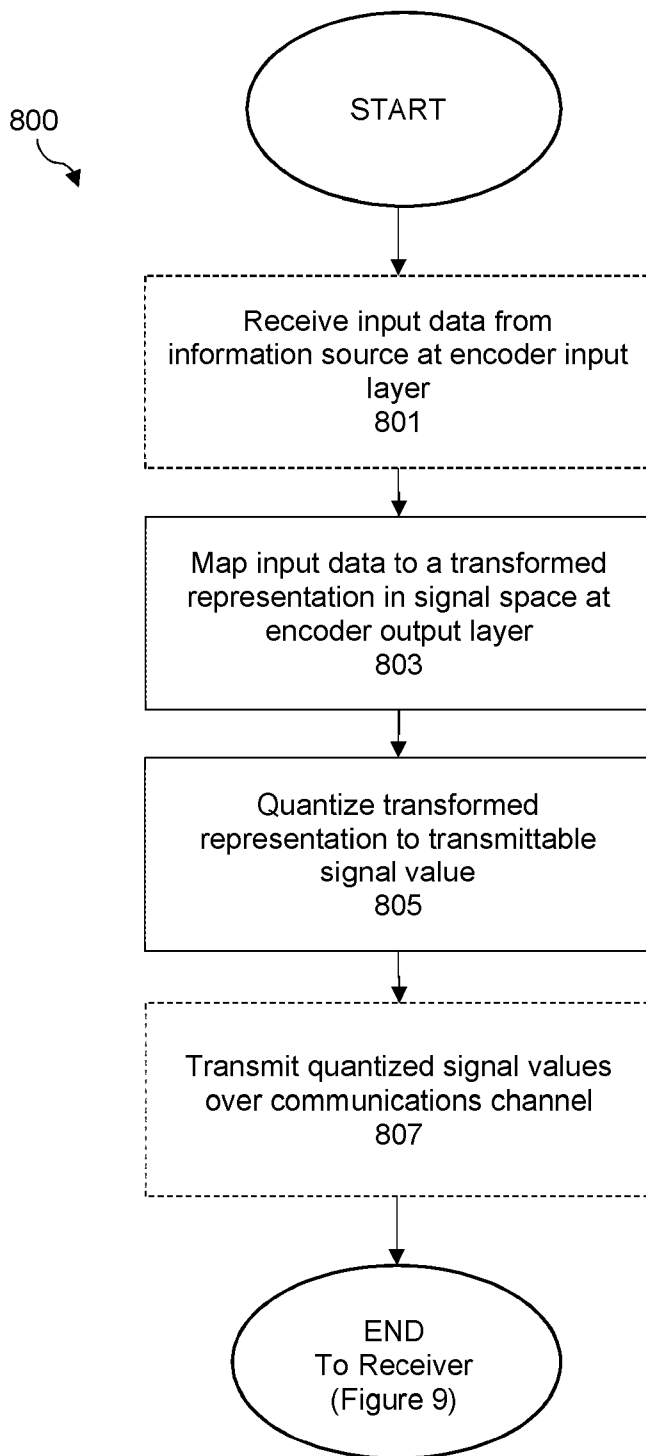 START
800
Receive input data from
information source at encoder input
layer
801
Map input data to a transformed
representation in signal space at
encoder output layer
803
Quantize transformed
representation to transmittable
signal value
805
Transmit quantized signal values
over communications channel
807
END
To Receiver
(Figure 9)